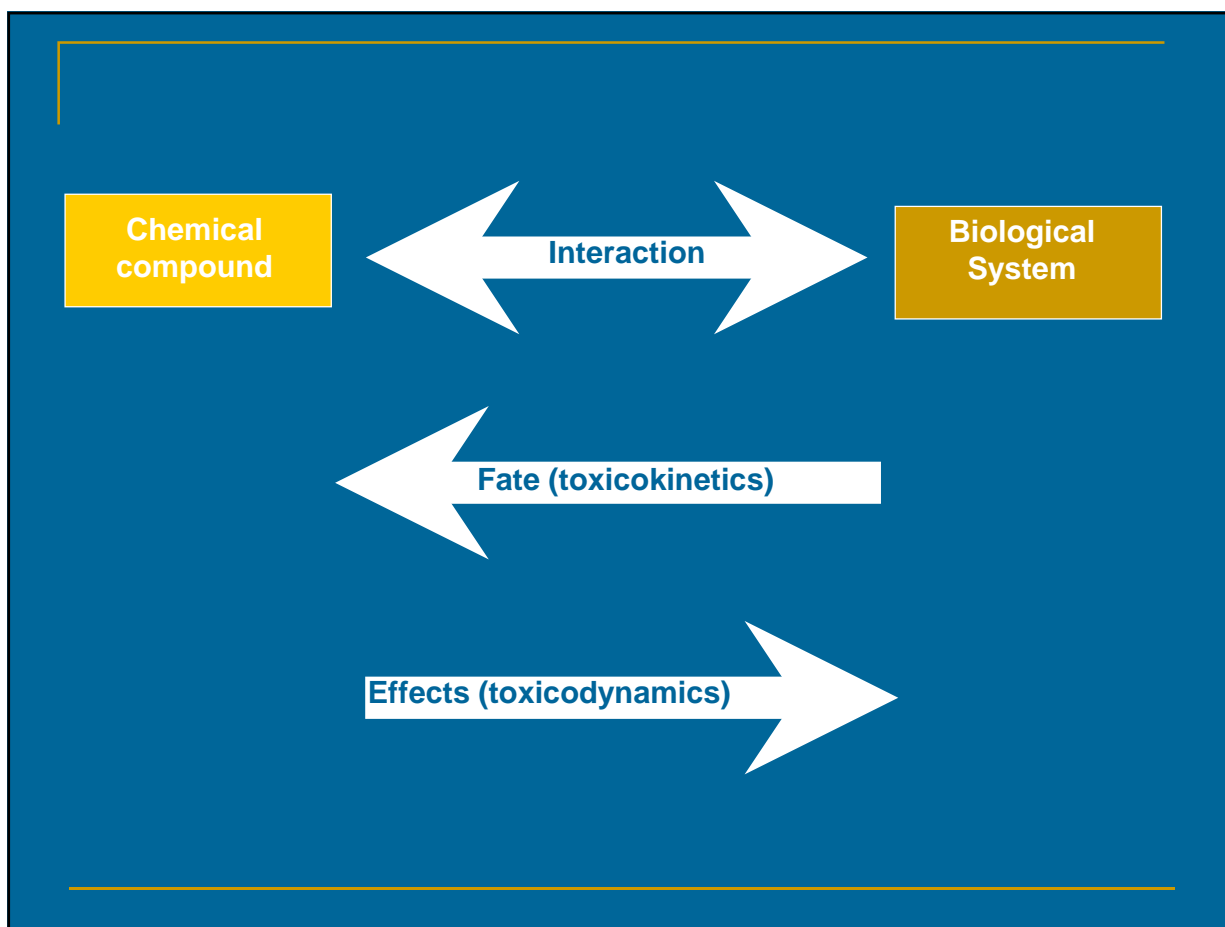 Chemical
compound
Interaction
Biological
System
Fate (toxicokinetics)
Effects (toxicodynamics)